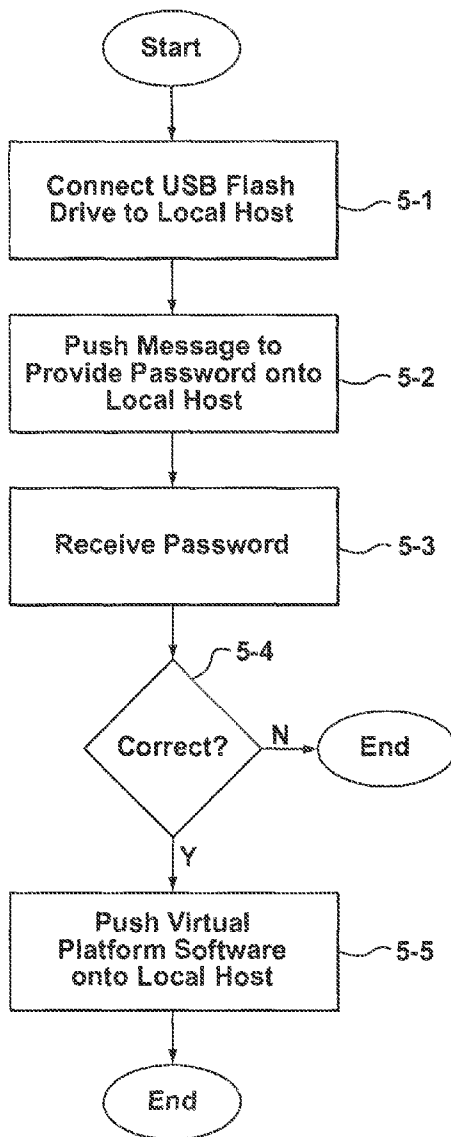 Start
Connect USB Flash
Drive to Local Host
5-1
Push Message to
Provide Password onto
Local Host
5-2
Receive Password
5-3
5-4
Correct?
N
End
Y
Push Virtual
Platform Software
onto Local Host
5-5
End